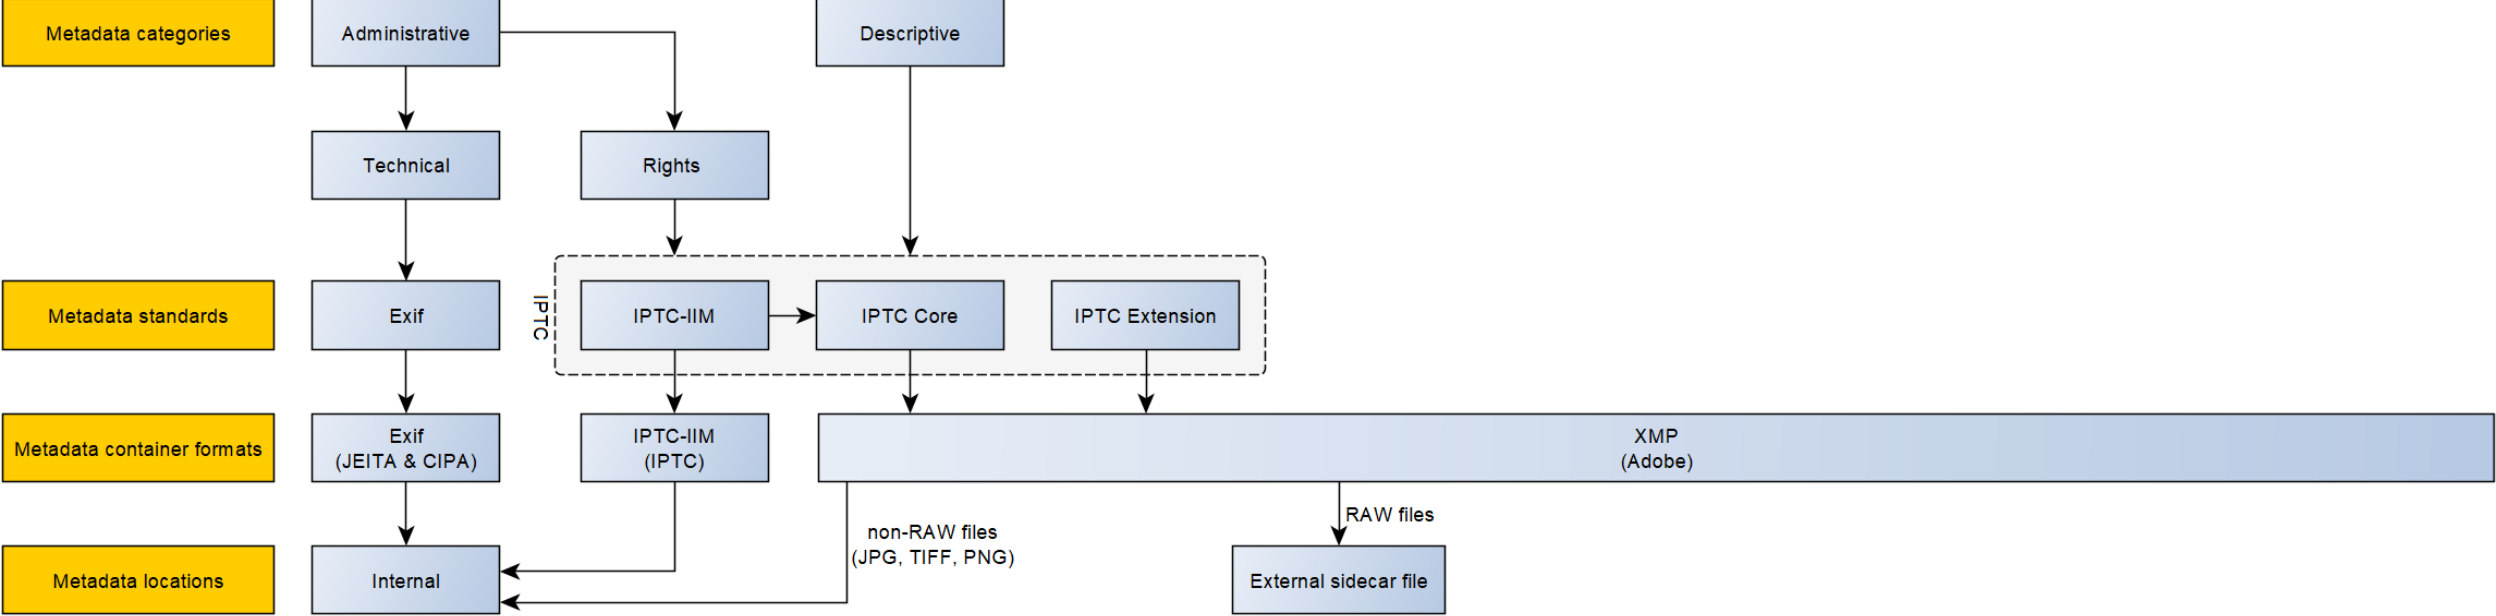 Metadata categories
Administrative
Descriptive
Technical
Rights
Metadata standards
Exif
IPTC
IPTC-IIM
IPTC Core
IPTC Extension
Metadata container formats
Exif
(JEITA & CIPA)
IPTC-IIM
(IPTC)
XMP
(Adobe)
non-RAW files
(JPG, TIFF, PNG)
RAW files
Metadata locations
Internal
External sidecar file